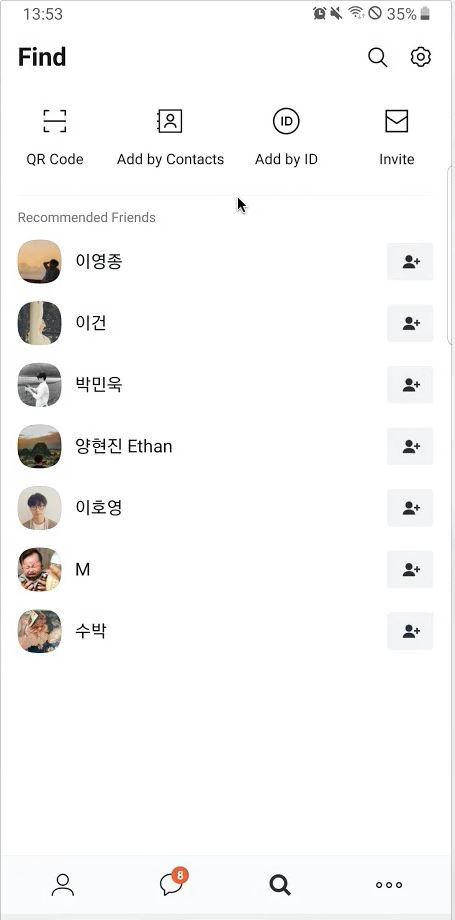 13:53
35%
Find
QR Code
Add by Contacts
ID
Add by ID
Invite
Recommended Friends
이영종
이건
박민욱
양현진 Ethan
이호영
M
수박
8